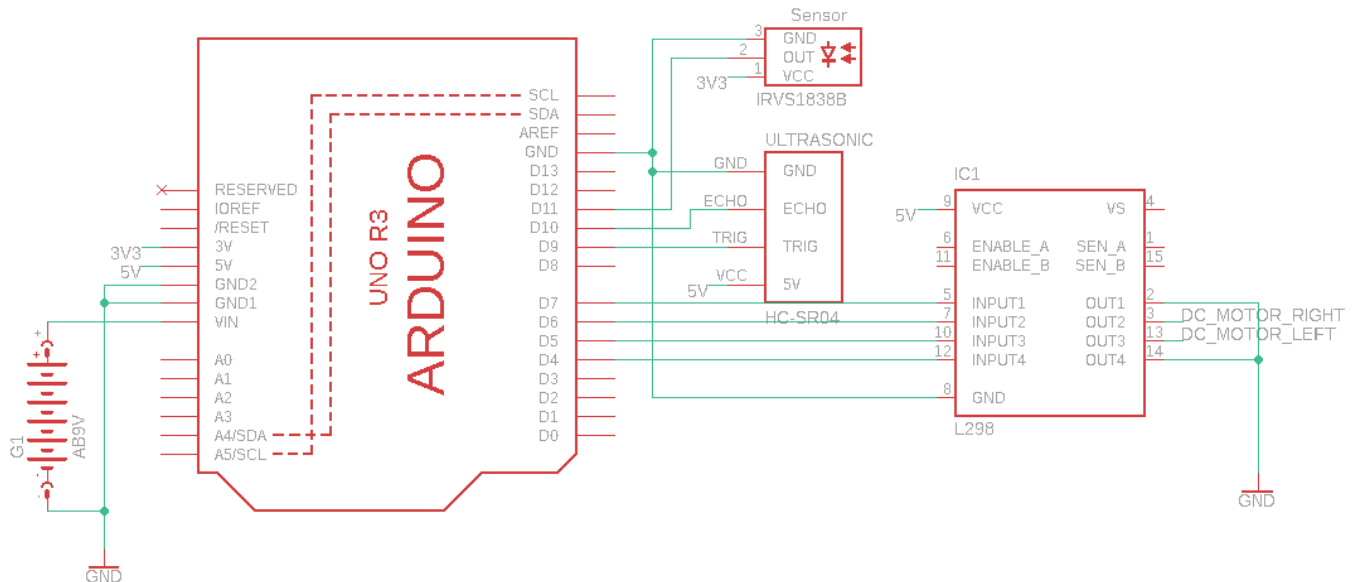 Sensor
3
GND
2
OUT
1
VCC
3V3
IRVS1838B
SCL
SDA
AREF
GND
D13
D12
D11
D10
D9
D8
D7
D6
D5
D4
D3
D2
D1
D0
RESERVED
IOREF
/RESET
3V
5V
GND2
GND1
VIN
A0
A1
A2
A3
A4/SDA
A5/SCL
3V3
5V
UNO R3
ARDUINO
+
+
G1
AB9V
-
-
GND
ULTRASONIC
GND
GND
ECHO
ECHO
TRIG
TRIG
VCC
5V
5V
HC-SR04
IC1
5V
9
VCC
VS
4
6
ENABLE_A
SEN_A
1
11
ENABLE_B
SEN_B
15
5
INPUT1
OUT1
2
7
INPUT2
OUT2
3
DC_MOTOR_RIGHT
10
INPUT3
OUT3
13
DC_MOTOR_LEFT
12
INPUT4
OUT4
14
8
GND
L298
GND